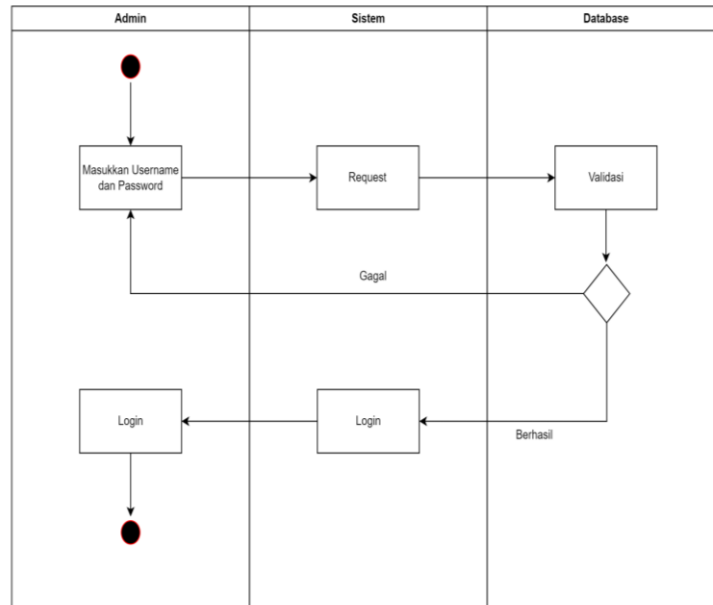 Admin
Sistem
Database
Masukkan Username
dan Password
Request
Validasi
Gagal
Login
Login
Berhasil